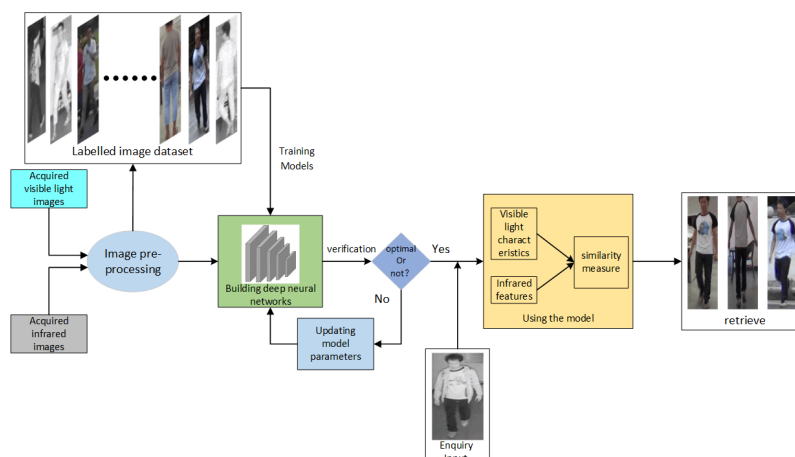 Labelled image dataset
Acquired
visible light
images
Image pre-
processing
Acquired
infrared
images
Training
Models
Building deep neural
networks
verification
optimal
Or
not?
Yes
No
Updating
model
parameters
Visible
light
charact
eristics
Infrared
features
similarity
measure
Using the model
Enquiry
input
retrieve